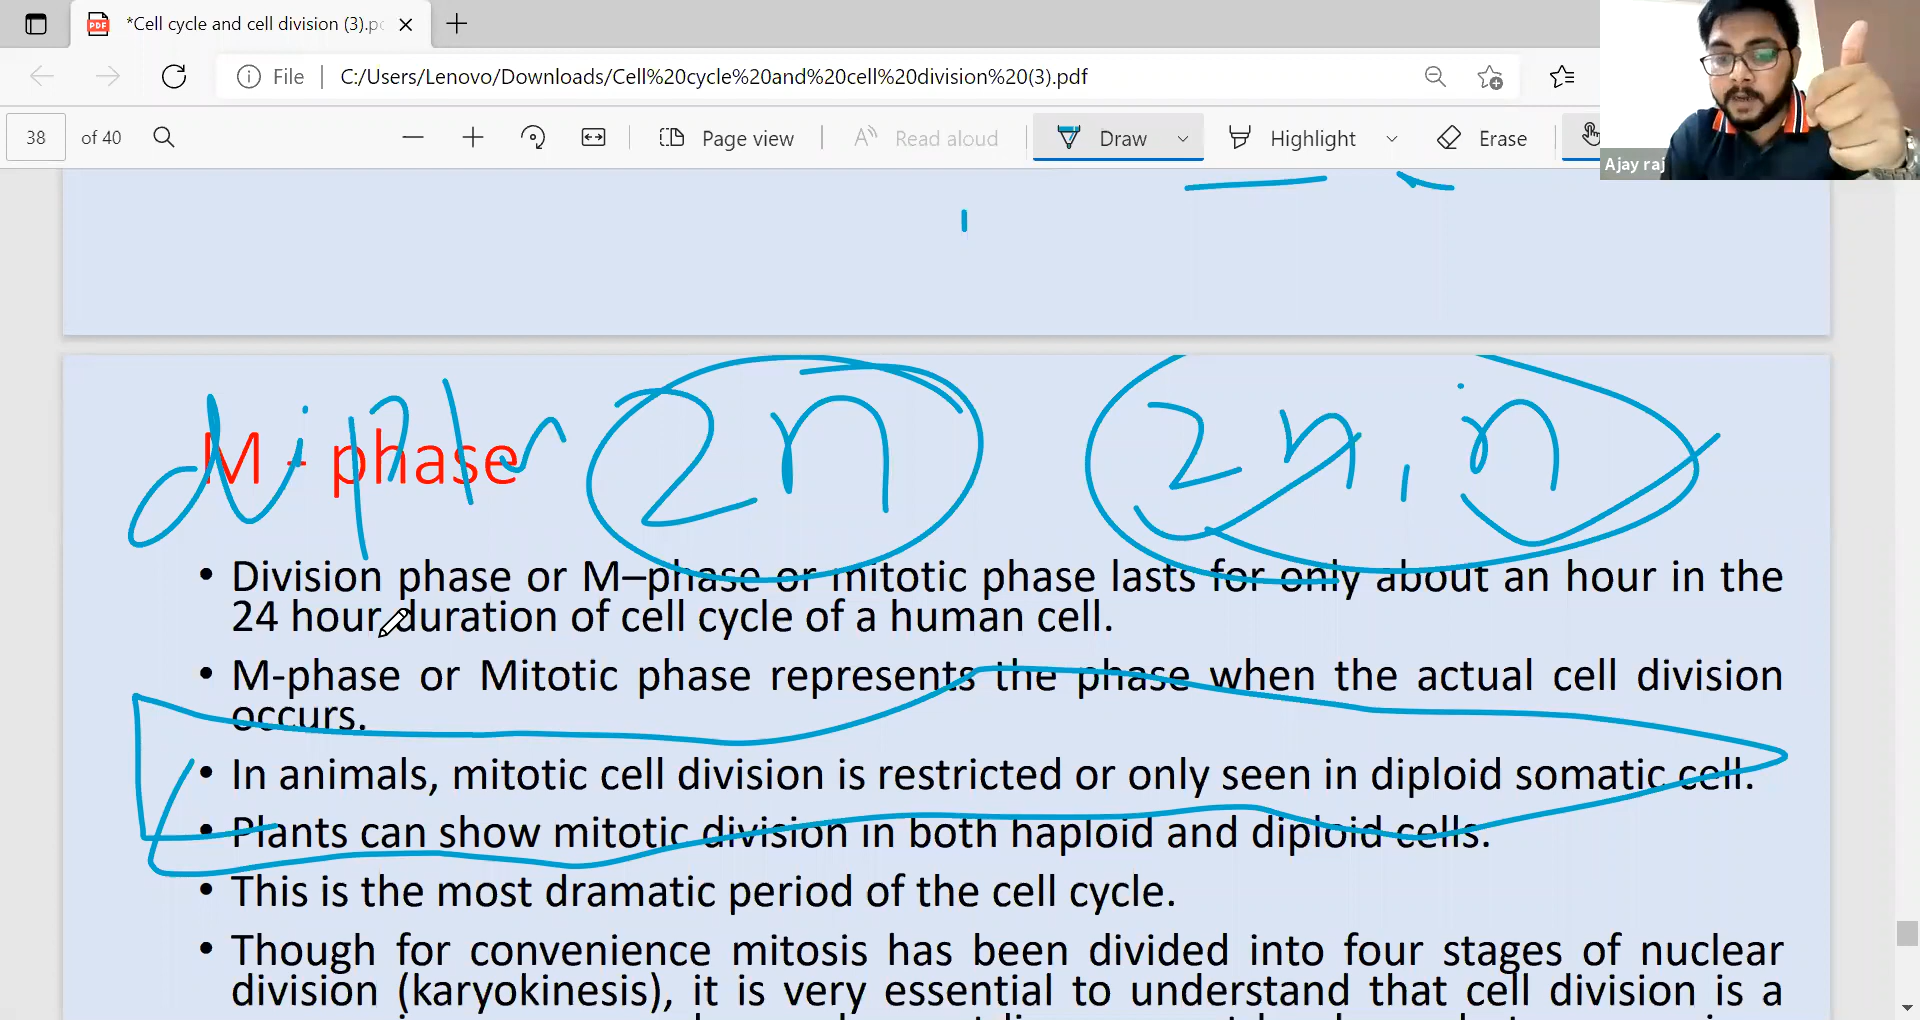 *Cell cycle and cell division (3).pd
File
C:/Users/Lenovo/Downloads/Cell%20cycle%20and%20cell%20division%20(3).pdf
38 of 40
Page view
Read aloud
Draw
Highlight
Erase
Ajay raj
2n
2n, n
M - phase
• Division phase or M–phase or mitotic phase lasts for only about an hour in the
24 hour duration of cell cycle of a human cell.
• M-phase or Mitotic phase represents the phase when the actual cell division
occurs.
• In animals, mitotic cell division is restricted or only seen in diploid somatic cell.
• Plants can show mitotic division in both haploid and diploid cells.
• This is the most dramatic period of the cell cycle.
• Though for convenience mitosis has been divided into four stages of nuclear
division (karyokinesis), it is very essential to understand that cell division is a